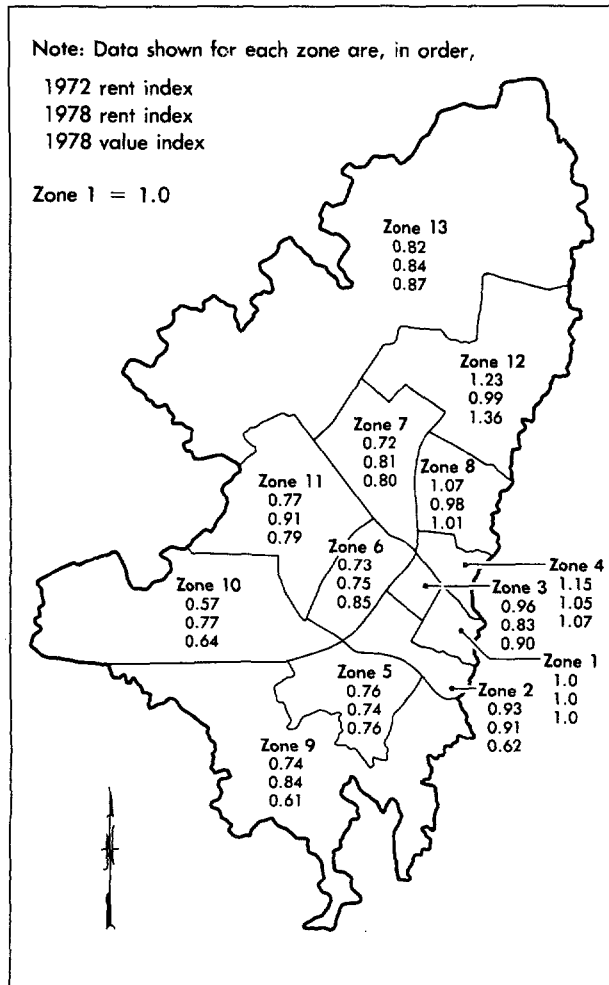 Note: Data shown for each zone are, in order,
1972 rent index
1978 rent index
1978 value index
Zone 1 = 1.0
Zone 13
0.82
0.84
0.87
Zone 12
1.23
0.99
1.36
Zone 7
0.72
0.81
0.80
Zone 8
1.07
0.98
1.01
Zone 11
0.77
0.91
0.79
Zone 6
0.73
0.75
0.85
Zone 4
1.15
1.05
1.07
Zone 3
0.96
0.83
0.90
Zone 10
0.57
0.77
0.64
Zone 1
1.0
1.0
1.0
Zone 5
0.76
0.74
0.76
Zone 2
0.93
0.91
0.62
Zone 9
0.74
0.84
0.61